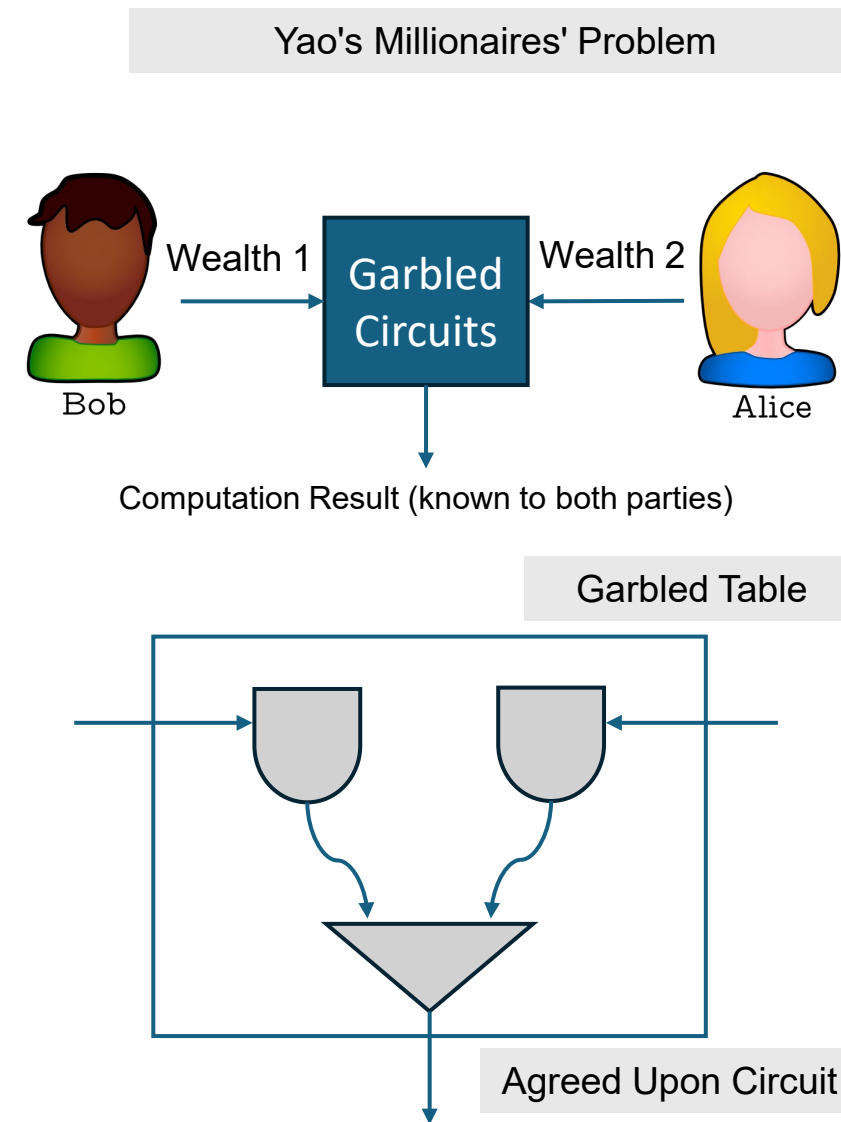 Yao's Millionaires' Problem
Wealth 1
Garbled
Circuits
Wealth 2
Bob
Alice
Computation Result (known to both parties)
Garbled Table
Agreed Upon Circuit